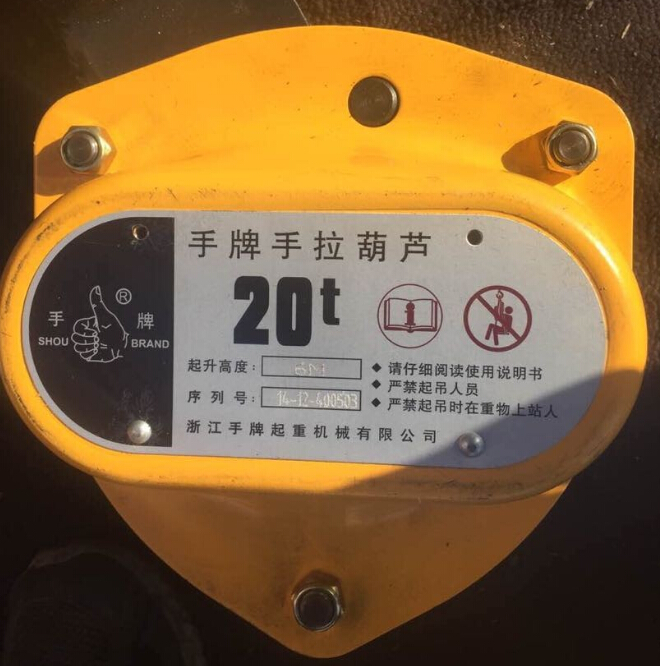 手牌手拉葫芦
20t
®
手 牌
SHOU BRAND
起升高度:
序列号: 14-12-400503
◆ 请仔细阅读使用说明书
◆ 严禁起吊人员
◆ 严禁起吊时在重物上站人
浙江手牌起重机械有限公司